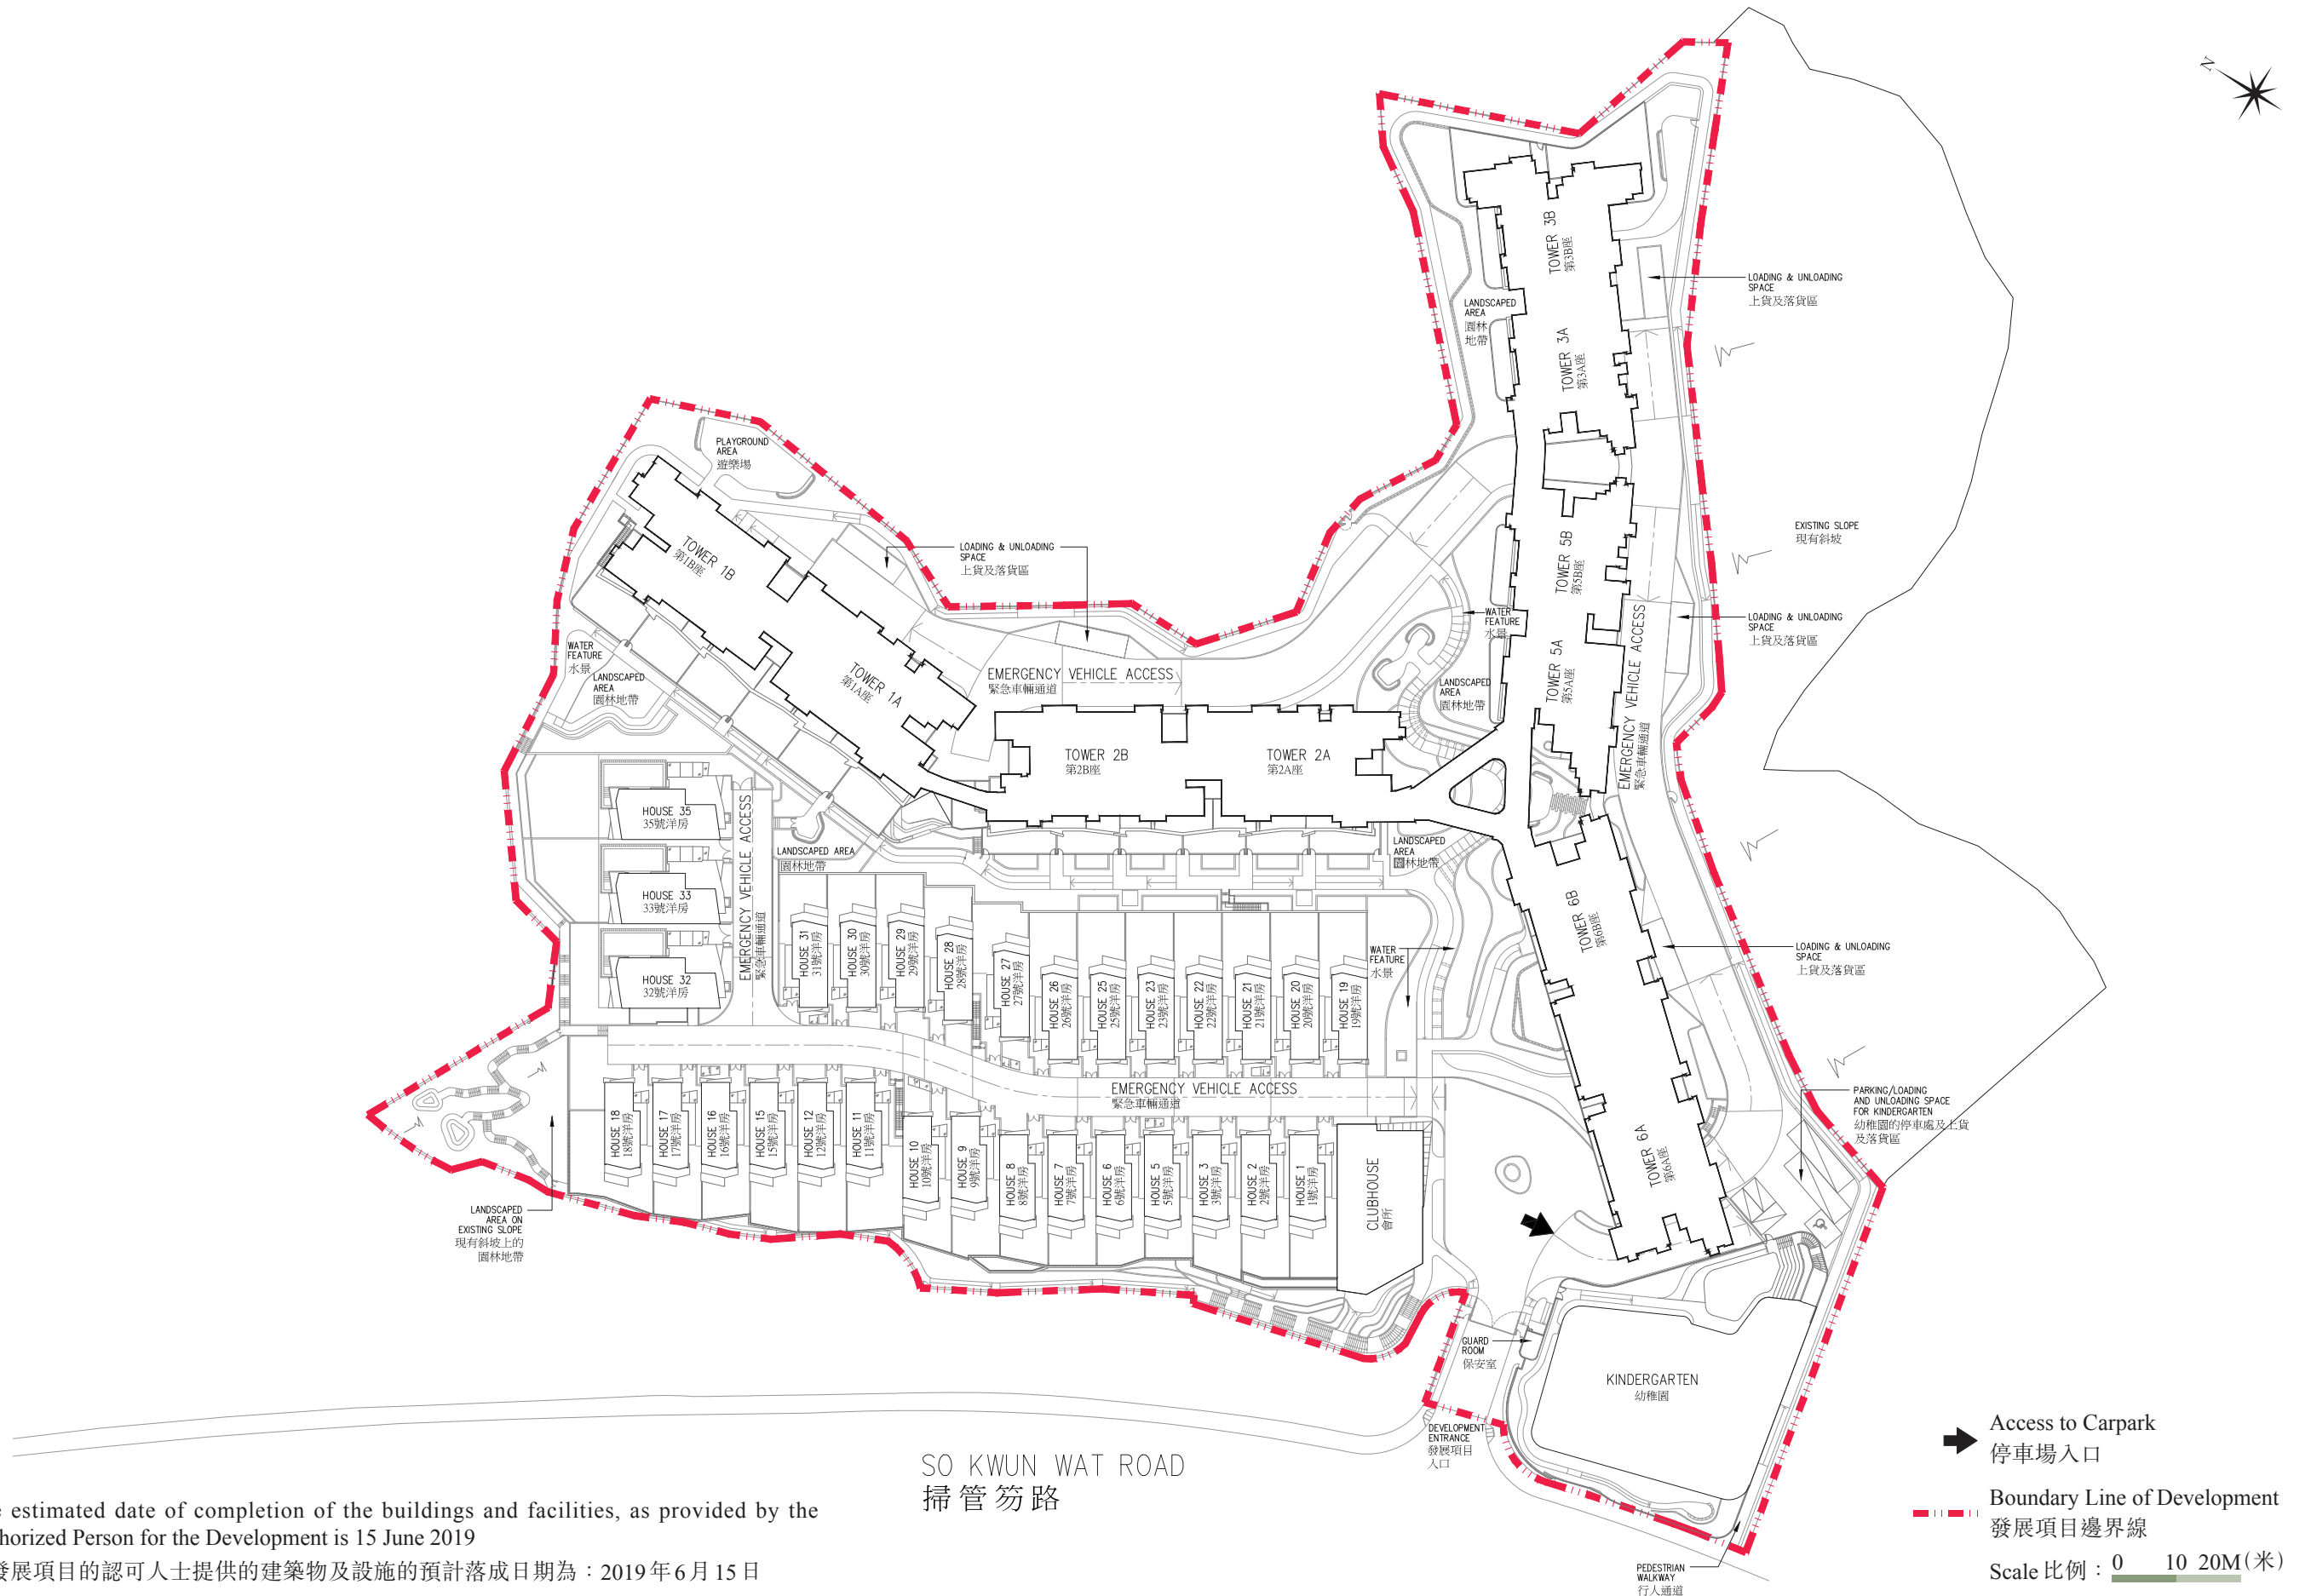 N
TOWER 3B
第3B座
LOADING & UNLOADING
SPACE
上貨及落貨區
LANDSCAPED
AREA
園林
地帶
TOWER 3A
第3A座
PLAYGROUND
AREA
遊樂場
EXISTING SLOPE
現有斜坡
TOWER 1B
第1B座
LOADING & UNLOADING
SPACE
上貨及落貨區
TOWER 5B
第5B座
WATER
FEATURE
水景
LOADING & UNLOADING
SPACE
上貨及落貨區
WATER
FEATURE
水景
LANDSCAPED
AREA
園林地帶
TOWER 1A
第1A座
EMERGENCY VEHICLE ACCESS
緊急車輛通道
LANDSCAPED
AREA
園林地帶
TOWER 5A
第5A座
EMERGENCY VEHICLE ACCESS
緊急車輛通道
TOWER 2B
第2B座
TOWER 2A
第2A座
HOUSE 35
35號洋房
EMERGENCY VEHICLE ACCESS
緊急車輛通道
LANDSCAPED AREA
園林地帶
LANDSCAPED
AREA
園林地帶
HOUSE 33
33號洋房
HOUSE 32
32號洋房
HOUSE 31
31號洋房
HOUSE 30
30號洋房
HOUSE 29
29號洋房
HOUSE 28
28號洋房
HOUSE 27
27號洋房
HOUSE 26
26號洋房
HOUSE 25
25號洋房
HOUSE 23
23號洋房
HOUSE 22
22號洋房
HOUSE 21
21號洋房
HOUSE 20
20號洋房
HOUSE 19
19號洋房
WATER
FEATURE
水景
TOWER 6B
第6B座
LOADING & UNLOADING
SPACE
上貨及落貨區
EMERGENCY VEHICLE ACCESS
緊急車輛通道
PARKING/LOADING
AND UNLOADING SPACE
FOR KINDERGARTEN
幼稚園的停車處及上貨
及落貨區
HOUSE 18
18號洋房
HOUSE 17
17號洋房
HOUSE 16
16號洋房
HOUSE 15
15號洋房
HOUSE 12
12號洋房
HOUSE 11
11號洋房
HOUSE 10
10號洋房
HOUSE 9
9號洋房
HOUSE 8
8號洋房
HOUSE 7
7號洋房
HOUSE 6
6號洋房
HOUSE 5
5號洋房
HOUSE 3
3號洋房
HOUSE 2
2號洋房
HOUSE 1
1號洋房
CLUBHOUSE
會所
TOWER 6A
第6A座
LANDSCAPED
AREA ON
EXISTING SLOPE
現有斜坡上的
園林地帶
GUARD
ROOM
保安室
KINDERGARTEN
幼稚園
DEVELOPMENT
ENTRANCE
發展項目
入口
SO KWUN WAT ROAD
掃管笏路
Access to Carpark
停車場入口
Boundary Line of Development
發展項目邊界線
Scale 比例： 0 10 20M(米)
PEDESTRIAN
WALKWAY
行人通道
e estimated date of completion of the buildings and facilities, as provided by the
horized Person for the Development is 15 June 2019
發展項目的認可人士提供的建築物及設施的預計落成日期為：2019年6月15日